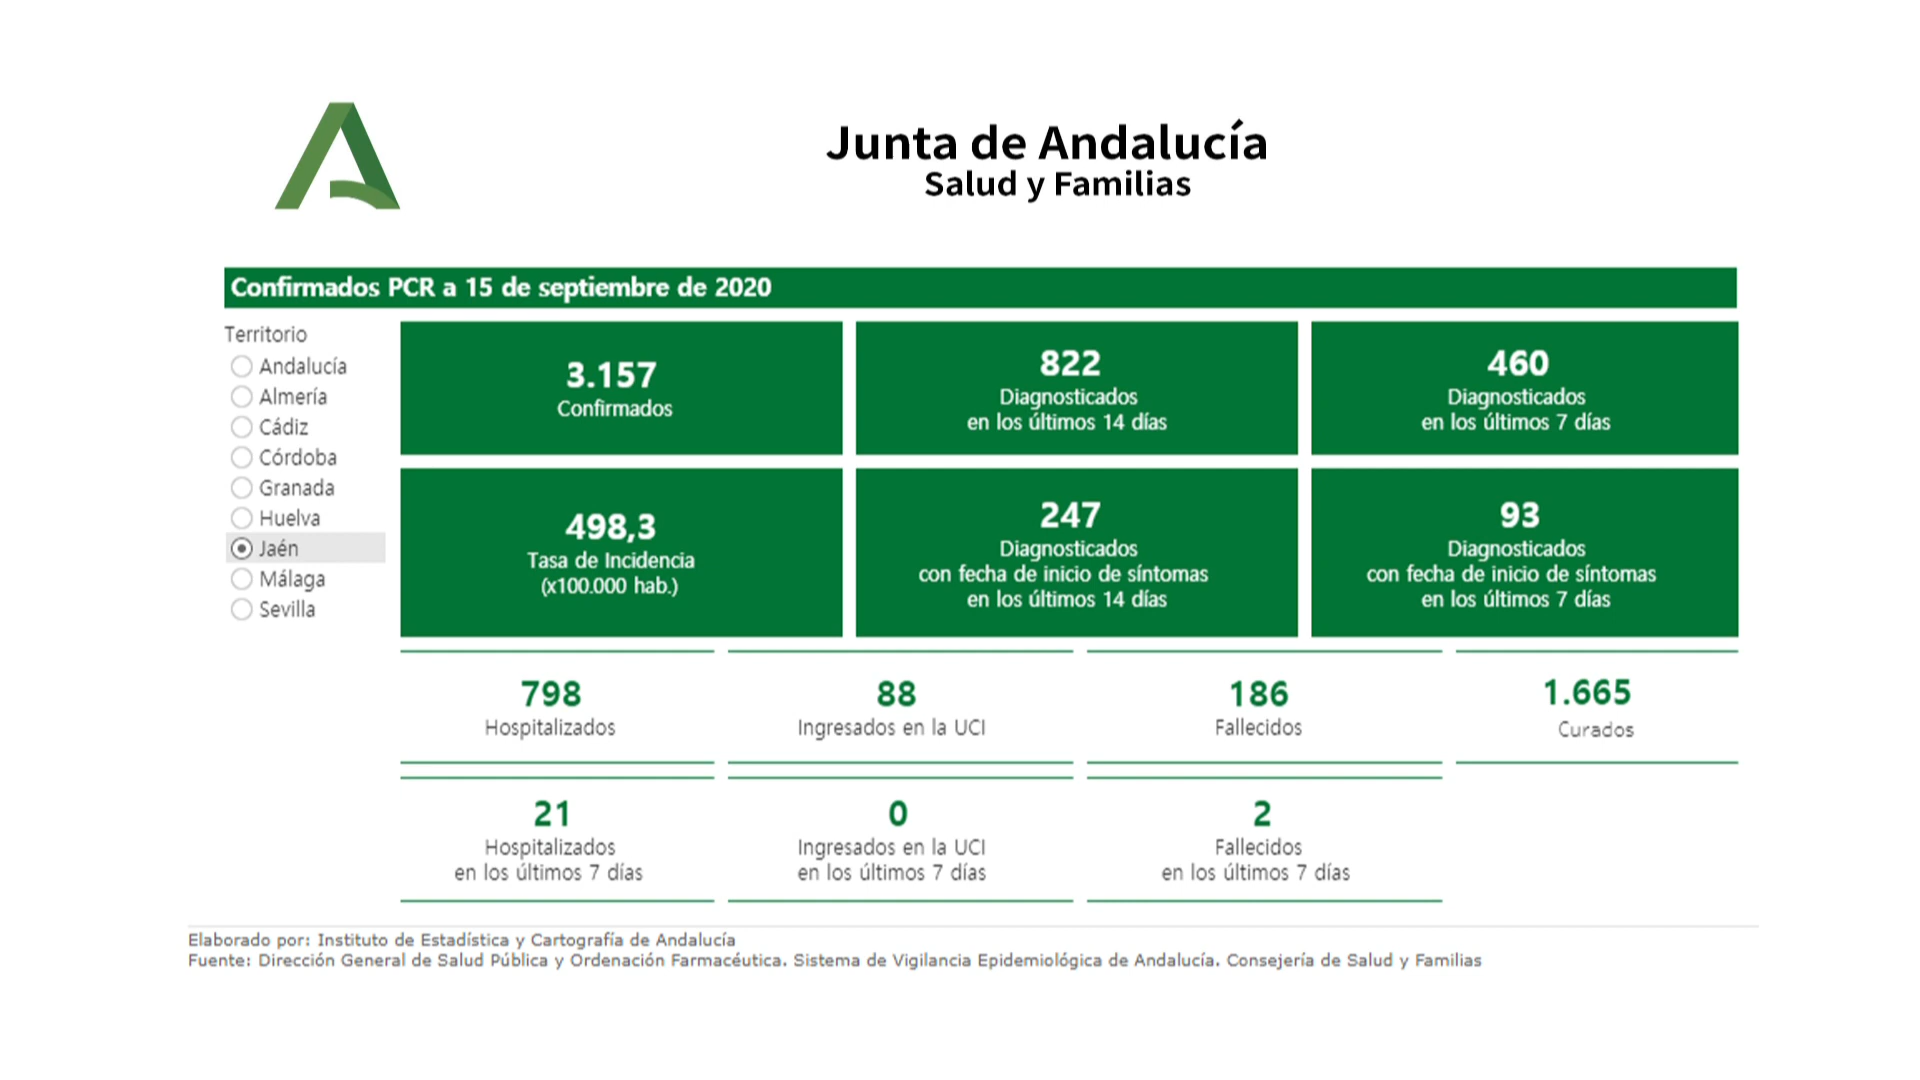 Junta de Andalucía
Salud y Familias
Confirmados PCR a 15 de septiembre de 2020
Territorio
Andalucía
Almería
Cádiz
Córdoba
Granada
Huelva
Jaén
Málaga
Sevilla
3.157
Confirmados
822
Diagnosticados
en los últimos 14 días
460
Diagnosticados
en los últimos 7 días
498,3
Tasa de Incidencia
(x100.000 hab.)
247
Diagnosticados
con fecha de inicio de síntomas
en los últimos 14 días
93
Diagnosticados
con fecha de inicio de síntomas
en los últimos 7 días
798
Hospitalizados
88
Ingresados en la UCI
186
Fallecidos
1.665
Curados
21
Hospitalizados
en los últimos 7 días
0
Ingresados en la UCI
en los últimos 7 días
2
Fallecidos
en los últimos 7 días
Elaborado por: Instituto de Estadística y Cartografía de Andalucía
Fuente: Dirección General de Salud Pública y Ordenación Farmacéutica. Sistema de Vigilancia Epidemiológica de Andalucía. Consejería de Salud y Familias